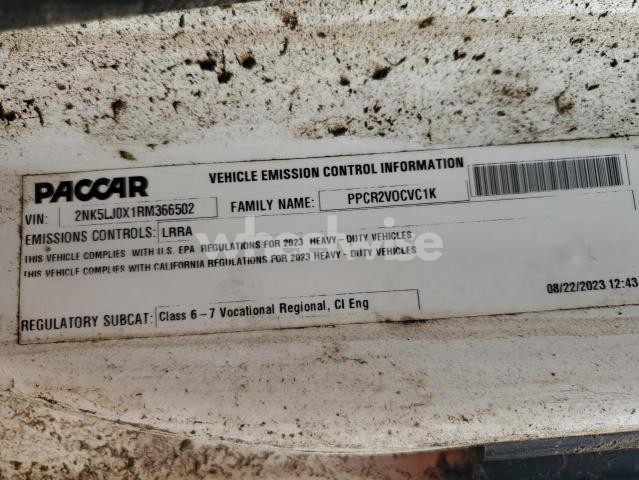 VEHICLE EMISSION CONTROL INFORMATION
PACCAR
VIN: 2NK5LJ0X1RM366502 FAMILY NAME: PPCR2VOCVC1K
EMISSIONS CONTROLS: LRRA
THIS VEHICLE COMPLIES WITH U.S. EPA REGULATIONS FOR 2023 HEAVY-DUTY VEHICLES
THIS VEHICLE COMPLIES WITH CALIFORNIA REGULATIONS FOR 2023 HEAVY-DUTY VEHICLES
08/22/2023 12:43
REGULATORY SUBCAT: Class 6-7 Vocational Regional, CI Eng